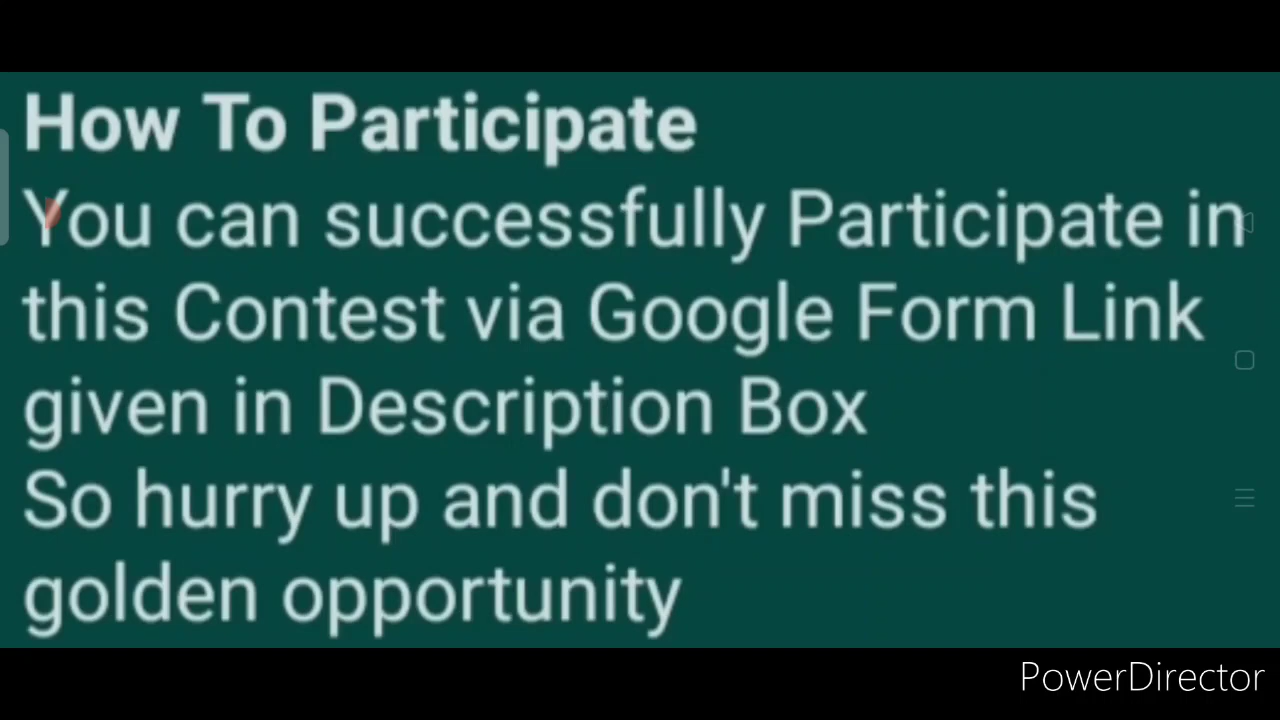 How To Participate
You can successfully Participate in
this Contest via Google Form Link
given in Description Box
So hurry up and don't miss this
golden opportunity
PowerDirector